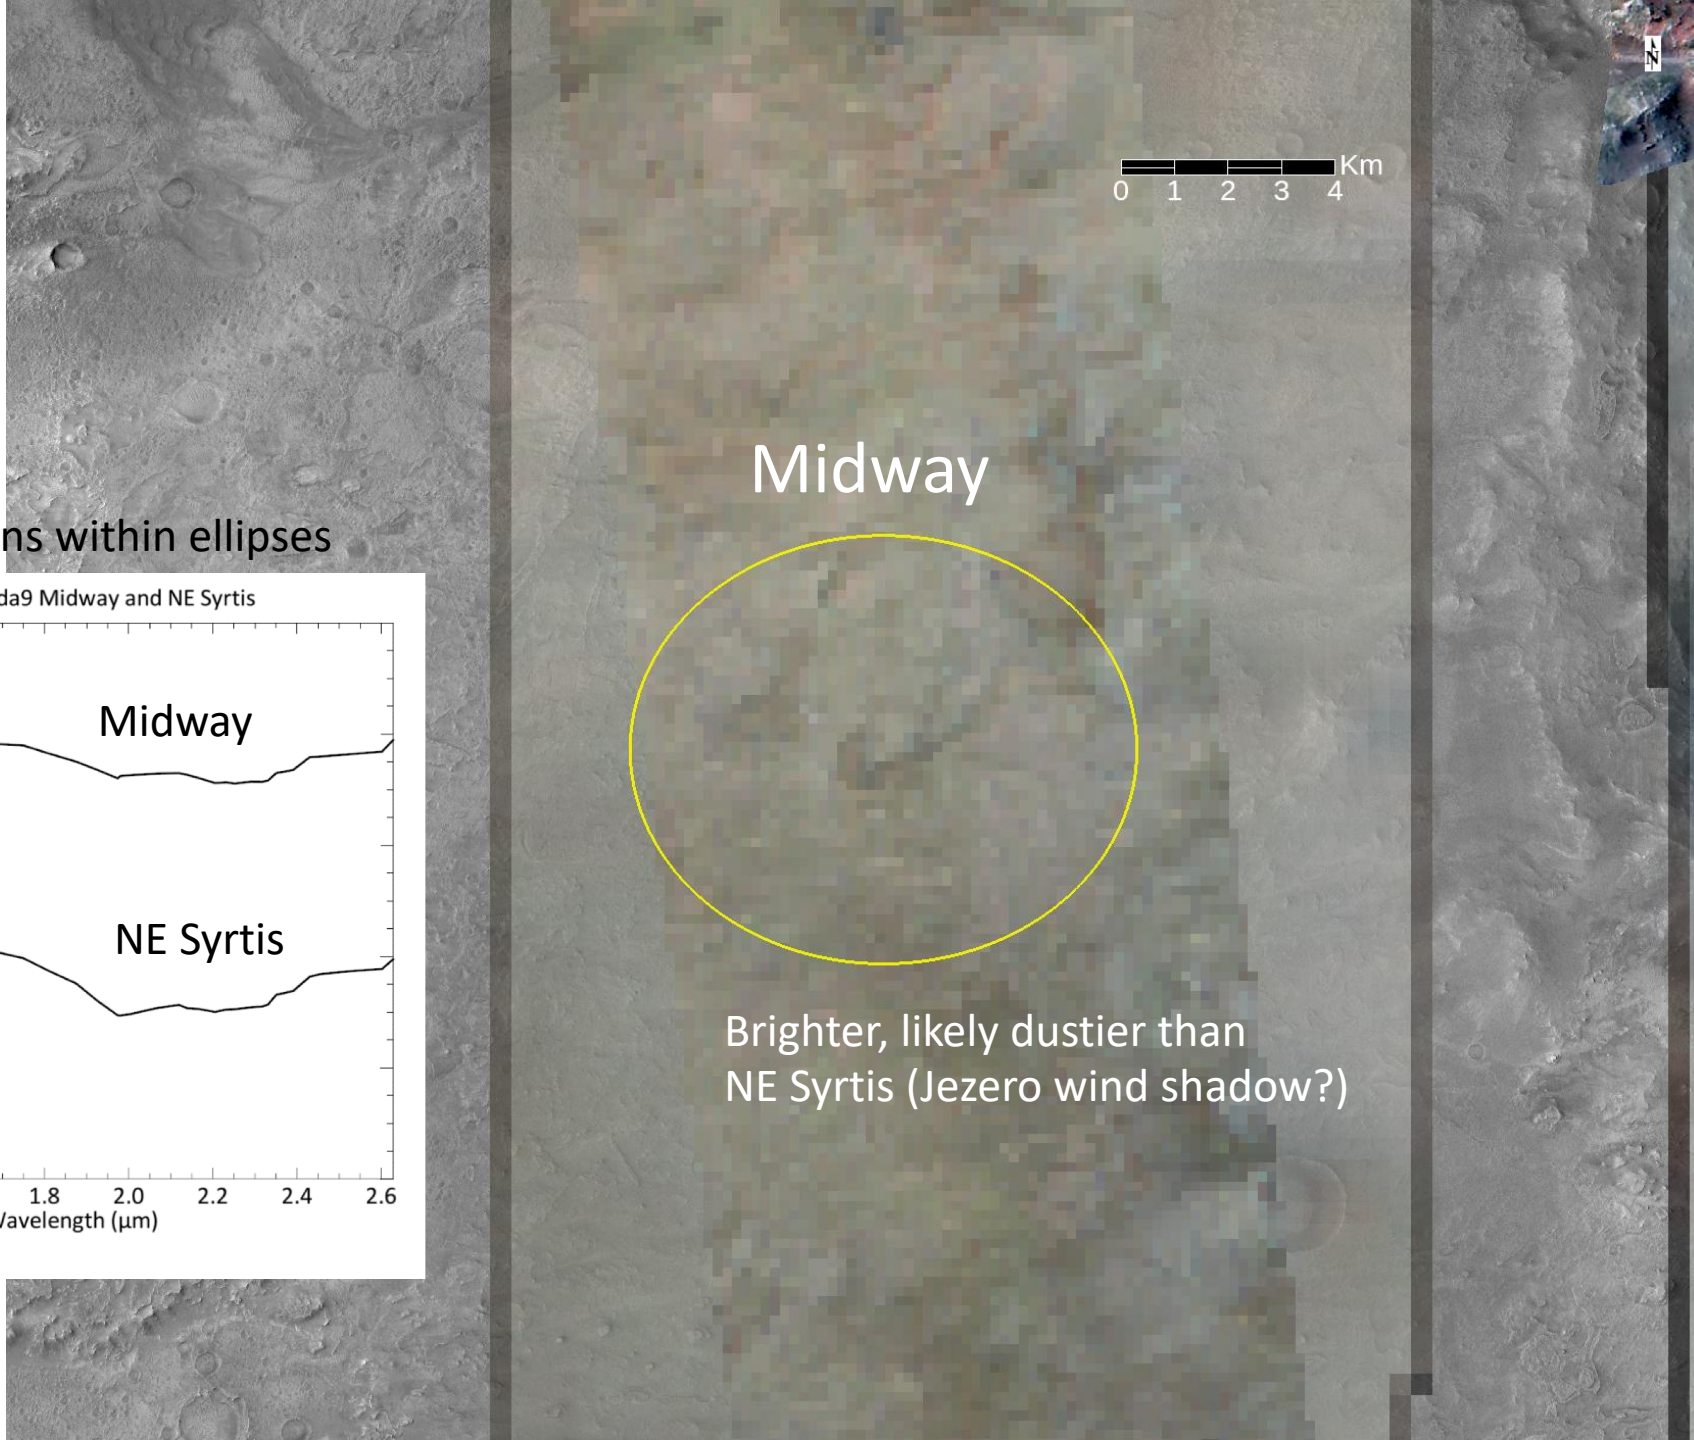 N
Km
0 1 2 3 4
Midway
ns within ellipses
da9 Midway and NE Syrtis
Midway
NE Syrtis
1.8 2.0 2.2 2.4 2.6
Wavelength (µm)
Brighter, likely dustier than
NE Syrtis (Jezero wind shadow?)